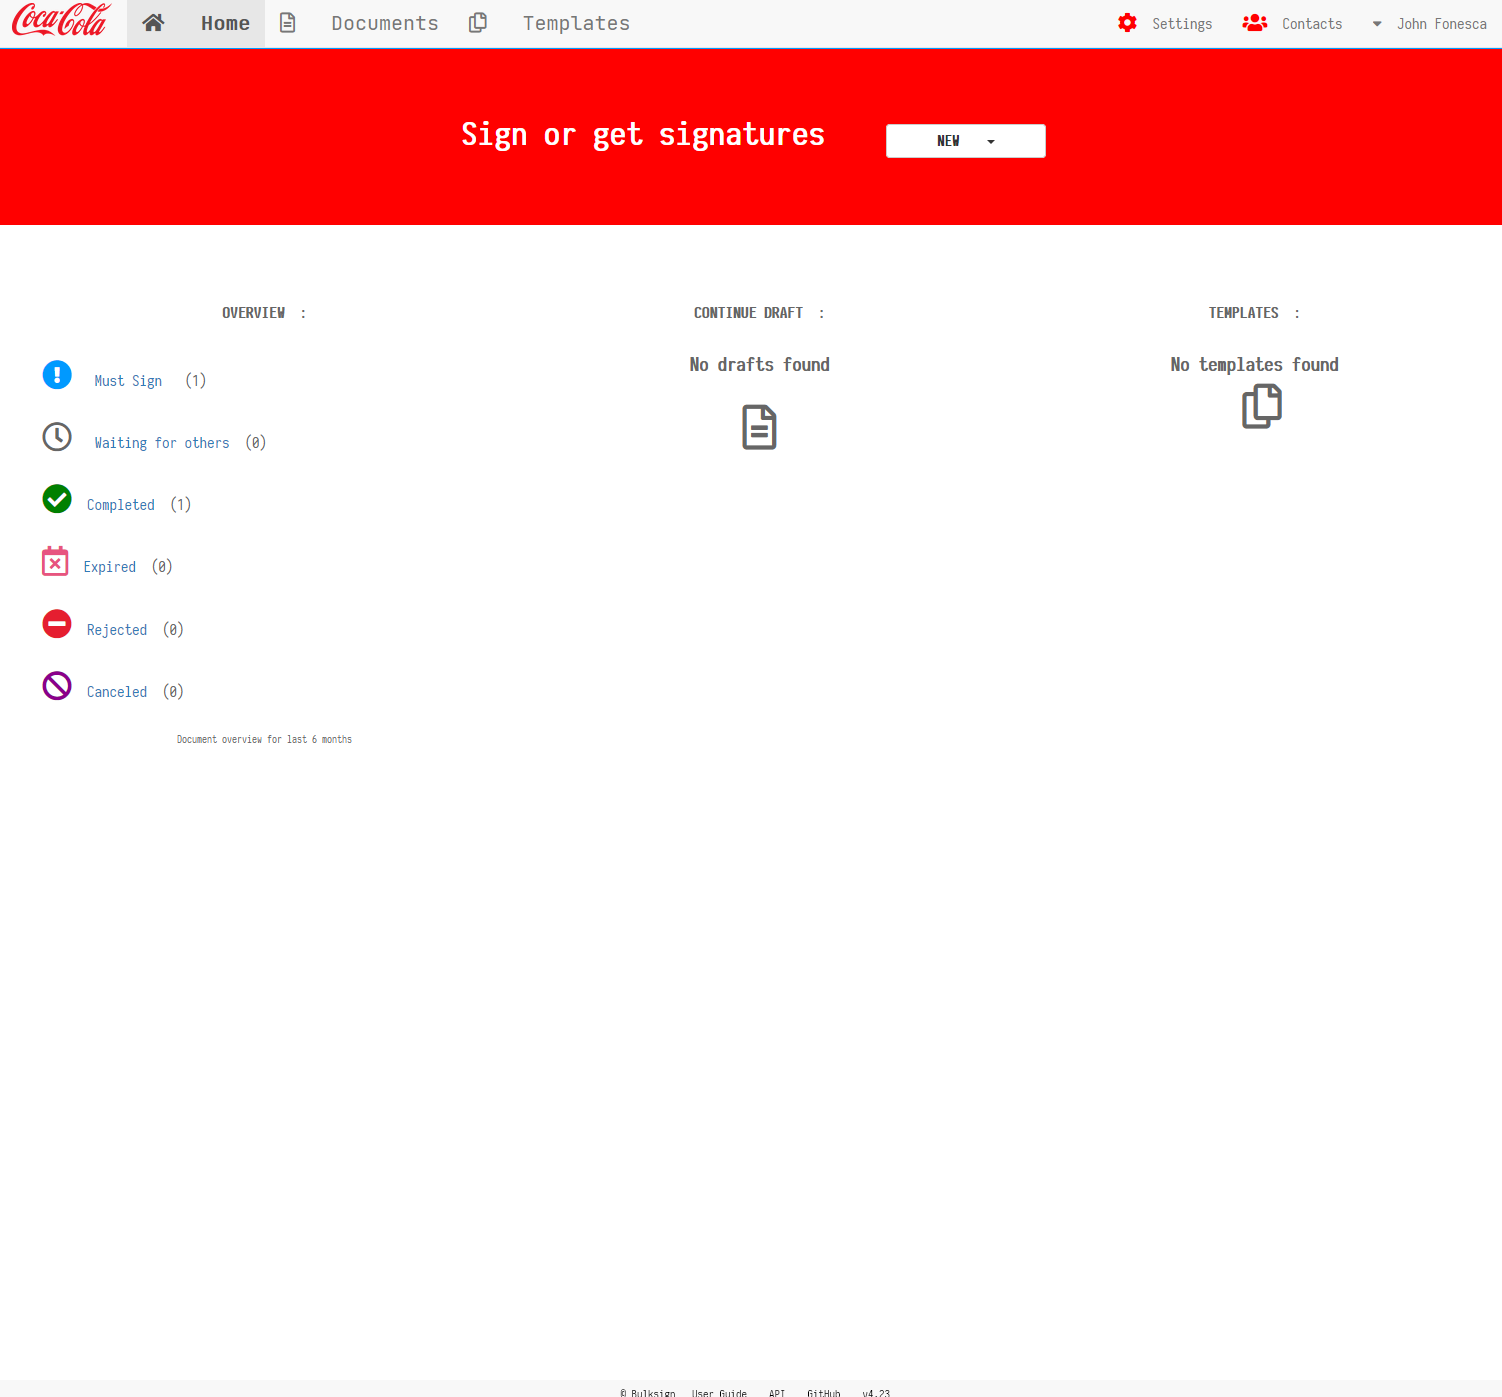 Coca-Cola Home Documents Templates Settings Contacts John Fonesca
Sign or get signatures NEW
OVERVIEW :
Must Sign (1)
Waiting for others (0)
Completed (1)
Expired (0)
Rejected (0)
Canceled (0)
Document overview for last 6 months
CONTINUE DRAFT :
No drafts found
TEMPLATES :
No templates found
© Bulksign User Guide API GitHub v4.23